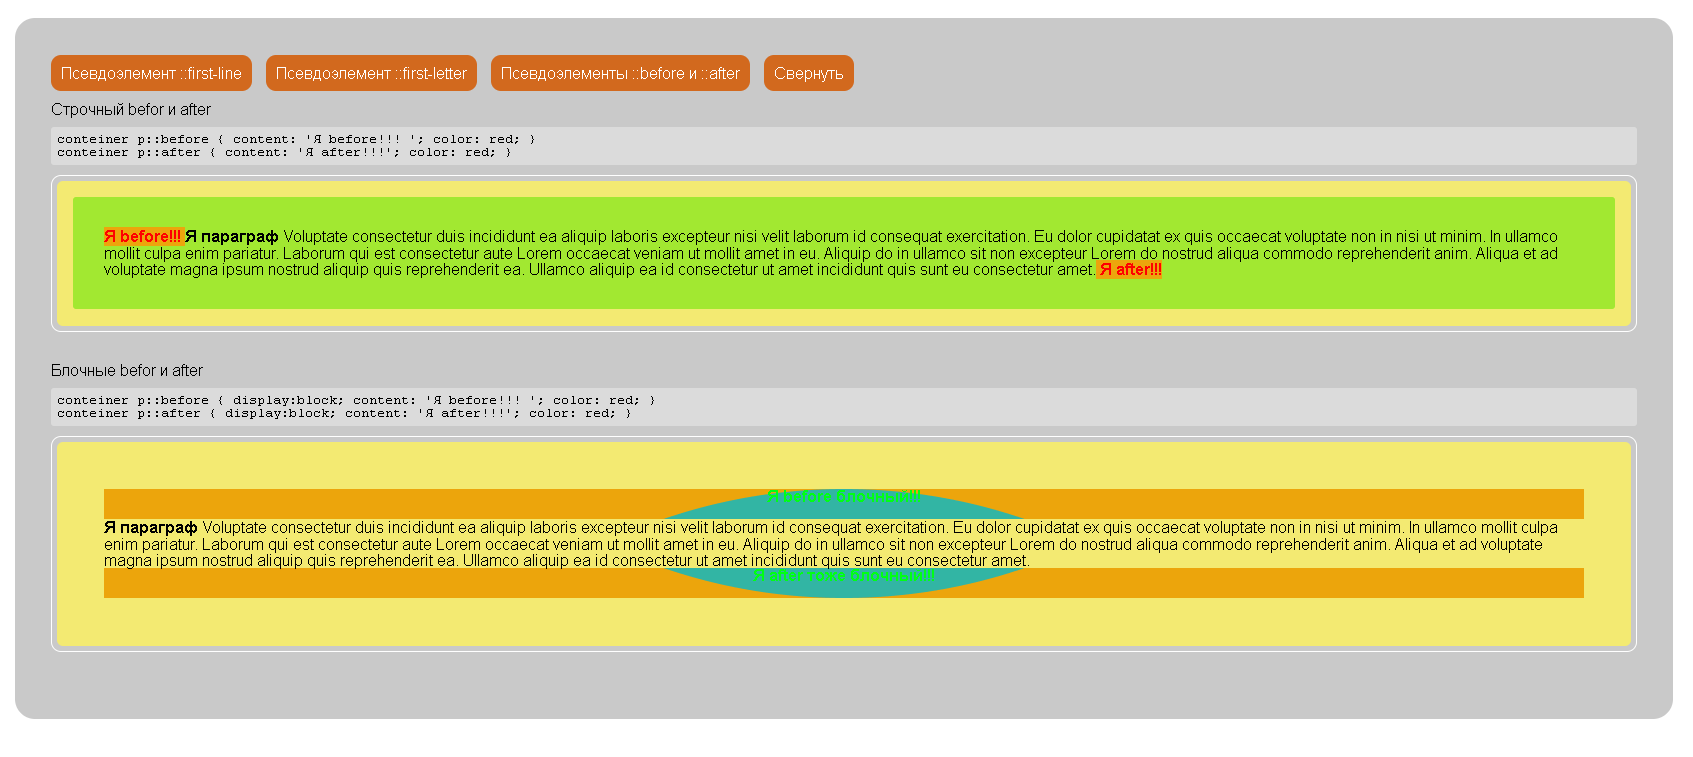 Псевдоэлемент ::first-line Псевдоэлемент ::first-letter Псевдоэлементы ::before и ::after Свернуть
Строчный befor и after
conteiner p::before { content: 'Я before!!! '; color: red; }
conteiner p::after { content: 'Я after!!!'; color: red; }
Я before!!! Я параграф Voluptate consectetur duis incididunt ea aliquip laboris excepteur nisi velit laborum id consequat exercitation. Eu dolor cupidatat ex quis occaecat voluptate non in nisi ut minim. In ullamco
mollit culpa enim pariatur. Laborum qui est consectetur aute Lorem occaecat veniam ut mollit amet in eu. Aliquip do in ullamco sit non excepteur Lorem do nostrud aliqua commodo reprehenderit anim. Aliqua et ad
voluptate magna ipsum nostrud aliquip quis reprehenderit ea. Ullamco aliquip ea id consectetur ut amet incididunt quis sunt eu consectetur amet. Я after!!!
Блочные befor и after
conteiner p::before { display:block; content: 'Я before!!! '; color: red; }
conteiner p::after { display:block; content: 'Я after!!!'; color: red; }
Я before блочный!!!
Я параграф Voluptate consectetur duis incididunt ea aliquip laboris excepteur nisi velit laborum id consequat exercitation. Eu dolor cupidatat ex quis occaecat voluptate non in nisi ut minim. In ullamco mollit culpa
enim pariatur. Laborum qui est consectetur aute Lorem occaecat veniam ut mollit amet in eu. Aliquip do in ullamco sit non excepteur Lorem do nostrud aliqua commodo reprehenderit anim. Aliqua et ad voluptate
magna ipsum nostrud aliquip quis reprehenderit ea. Ullamco aliquip ea id consectetur ut amet incididunt quis sunt eu consectetur amet.
Я after тоже блочный!!!